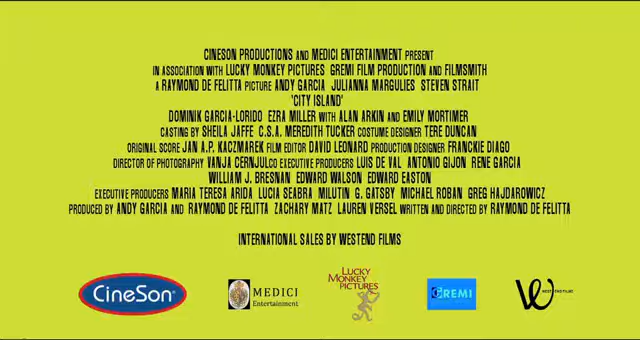 CINESON PRODUCTIONS AND MEDICI ENTERTAINMENT PRESENT
IN ASSOCIATION WITH LUCKY MONKEY PICTURES GREMI FILM PRODUCTION AND FILMSMITH
A RAYMOND DE FELITTA PICTURE ANDY GARCIA JULIANNA MARGULIES STEVEN STRAIT
'CITY ISLAND'
DOMINIK GARCIA-LORIDO EZRA MILLER WITH ALAN ARKIN AND EMILY MORTIMER
CASTING BY SHEILA JAFFE C.S.A. MEREDITH TUCKER COSTUME DESIGNER TERE DUNCAN
ORIGINAL SCORE JAN A.P. KACZMAREK FILM EDITOR DAVID LEONARD PRODUCTION DESIGNER FRANCKIE DIAGO
DIRECTOR OF PHOTOGRAPHY VANJA CERNJULCO EXECUTIVE PRODUCERS LUIS DE VAL ANTONIO GIJON RENE GARCIA
WILLIAM J. BRESNAN EDWARD WALSON EDWARD EASTON
EXECUTIVE PRODUCERS MARIA TERESA ARIDA LUCIA SEABRA MILUTIN G. GATSBY MICHAEL ROBAN GREG HAJDAROWICZ
PRODUCED BY ANDY GARCIA AND RAYMOND DE FELITTA ZACHARY MATZ LAUREN VERSEL WRITTEN AND DIRECTED BY RAYMOND DE FELITTA
INTERNATIONAL SALES BY WESTEND FILMS
CineSon
MEDICI
Entertainment
LUCKY
MONKEY
PICTURES
GREMI
WESTEND FILMS